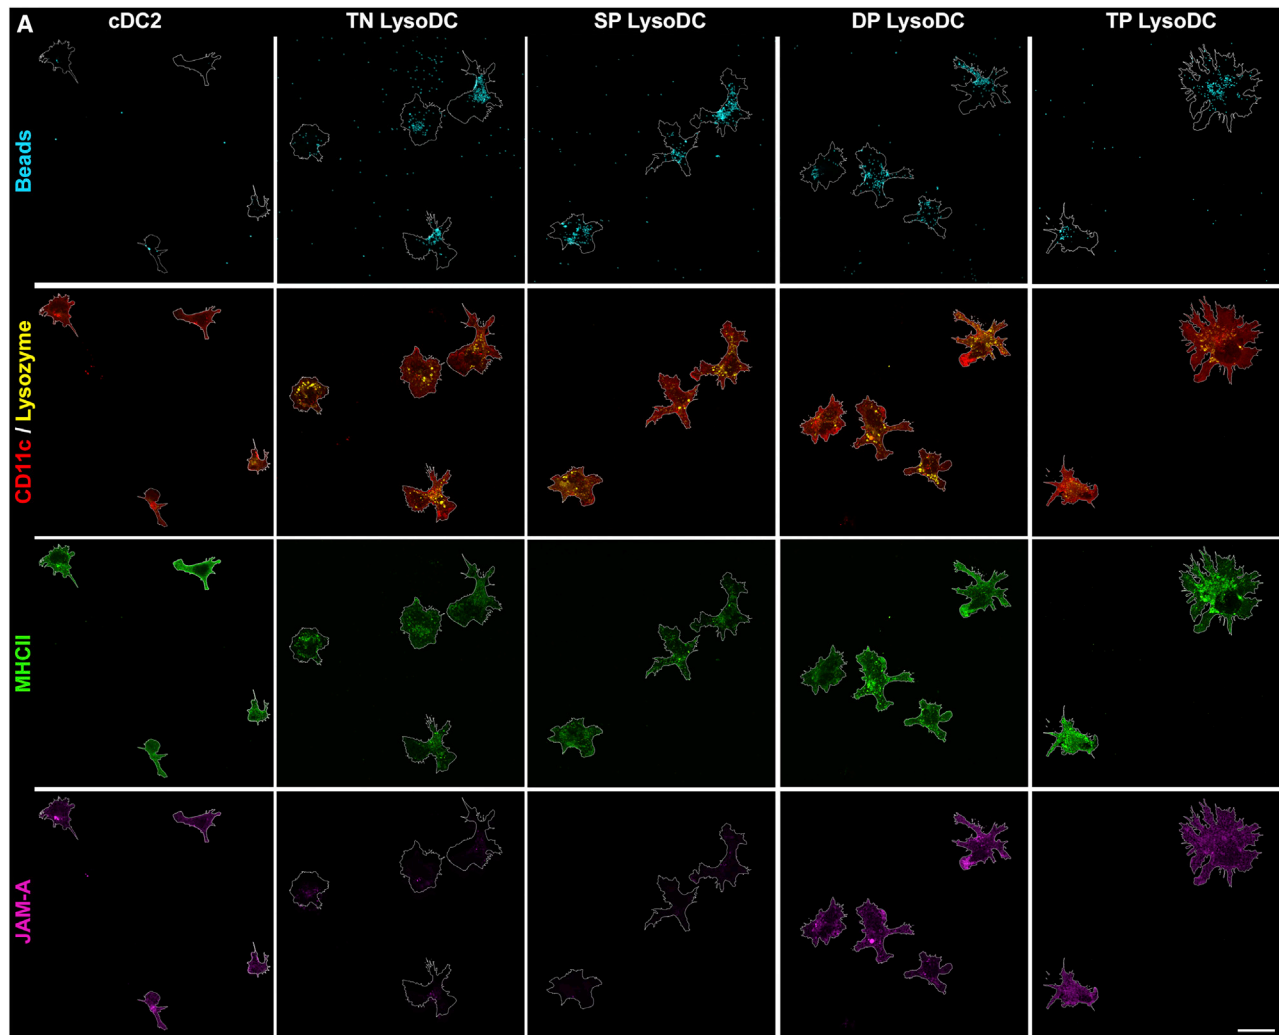 A
cDC2
TN LysoDC
SP LysoDC
DP LysoDC
TP LysoDC
Beads
CD11c / Lysozyme
MHCII
JAM-A